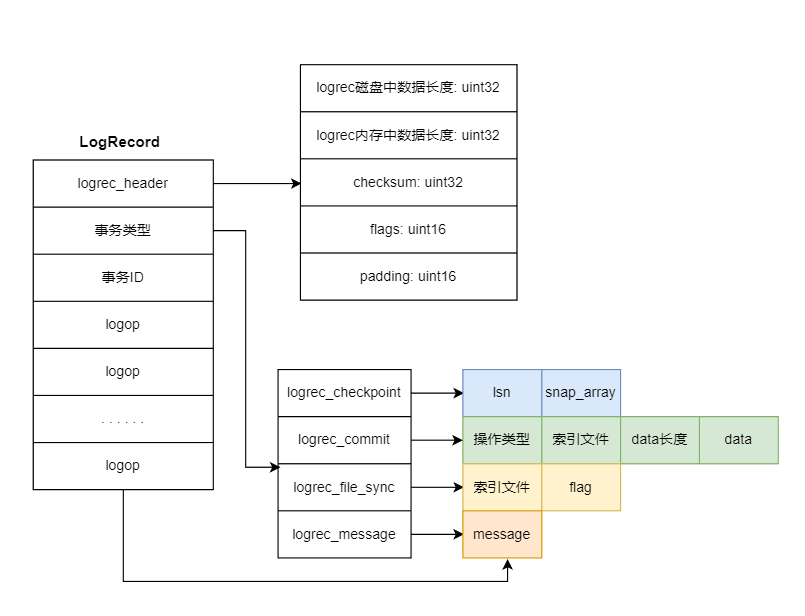 LogRecord
logrec_header
事务类型
事务ID
logop
logop
. . . . . .
logop
logrec磁盘中数据长度: uint32
logrec内存中数据长度: uint32
checksum: uint32
flags: uint16
padding: uint16
logrec_checkpoint
lsn
snap_array
logrec_commit
操作类型
索引文件
data长度
data
logrec_file_sync
索引文件
flag
logrec_message
message